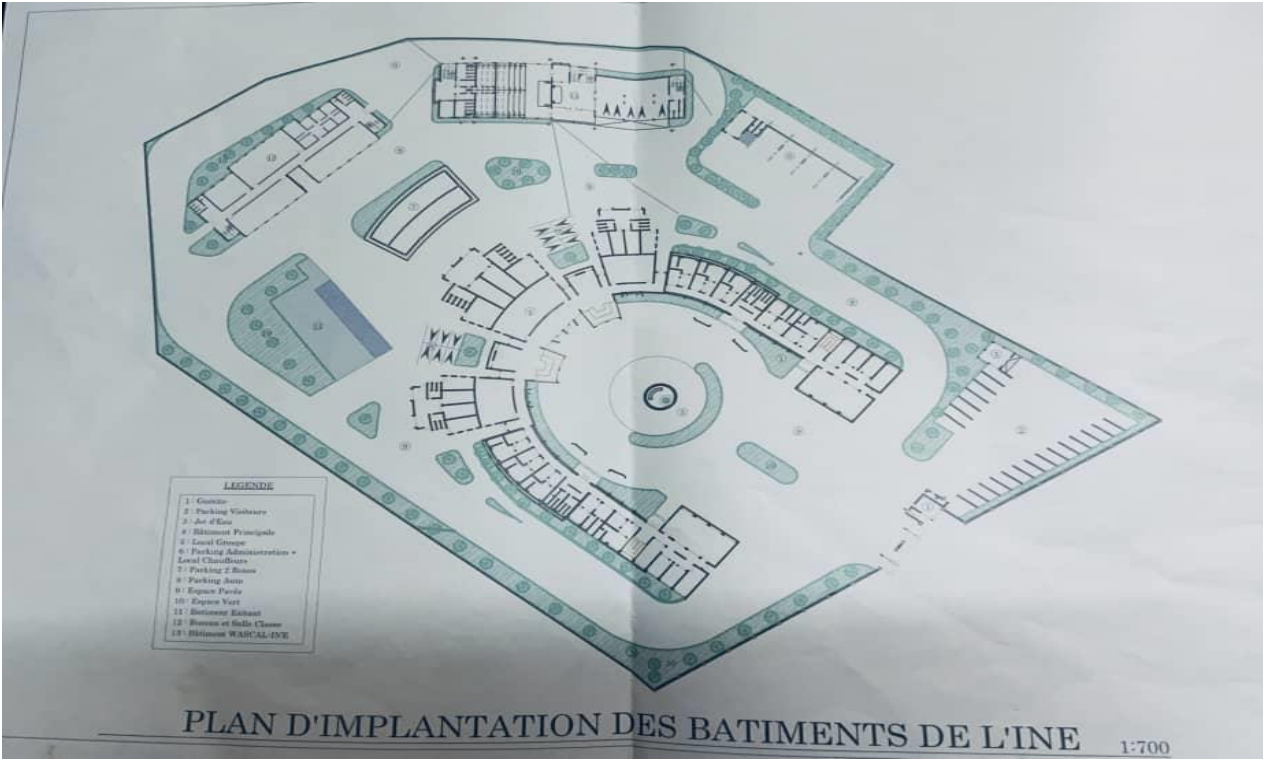 LEGENDE
1 : Guérite
2 : Parking Visiteurs
3 : Jet d'Eau
4 : Bâtiment Principale
5 : Local Groupe
6 : Parking Administration +
Local Chauffeurs
7 : Parking 2 Roues
8 : Parking Auto
9 : Espace Pavée
10 : Espace Vert
11 : Batiment Exitant
12 : Bureau et Salle Classe
13 : Bâtiment WASCAL-INE
PLAN D'IMPLANTATION DES BATIMENTS DE L'INE
1:700